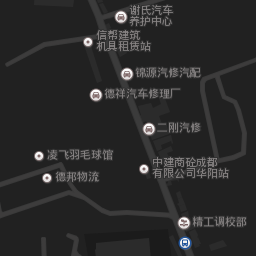 谢氏汽车
养护中心
信帮建筑
机具租赁站
锦源汽修汽配
德祥汽车修理厂
二刚汽修
中建商砼成都
有限公司华阳站
凌飞羽毛球馆
德邦物流
精工调校部